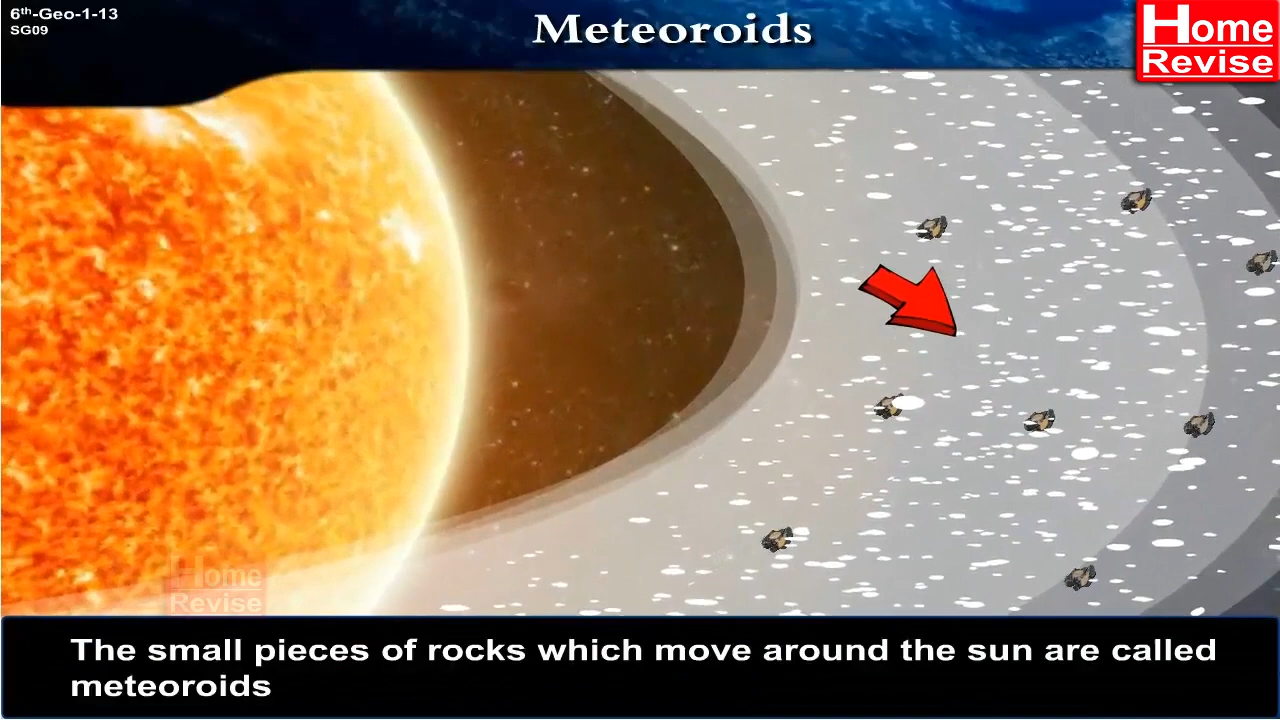 6th-Geo-1-13
SG09
Meteoroids
Home
Revise
Home
Revise
The small pieces of rocks which move around the sun are called
meteoroids